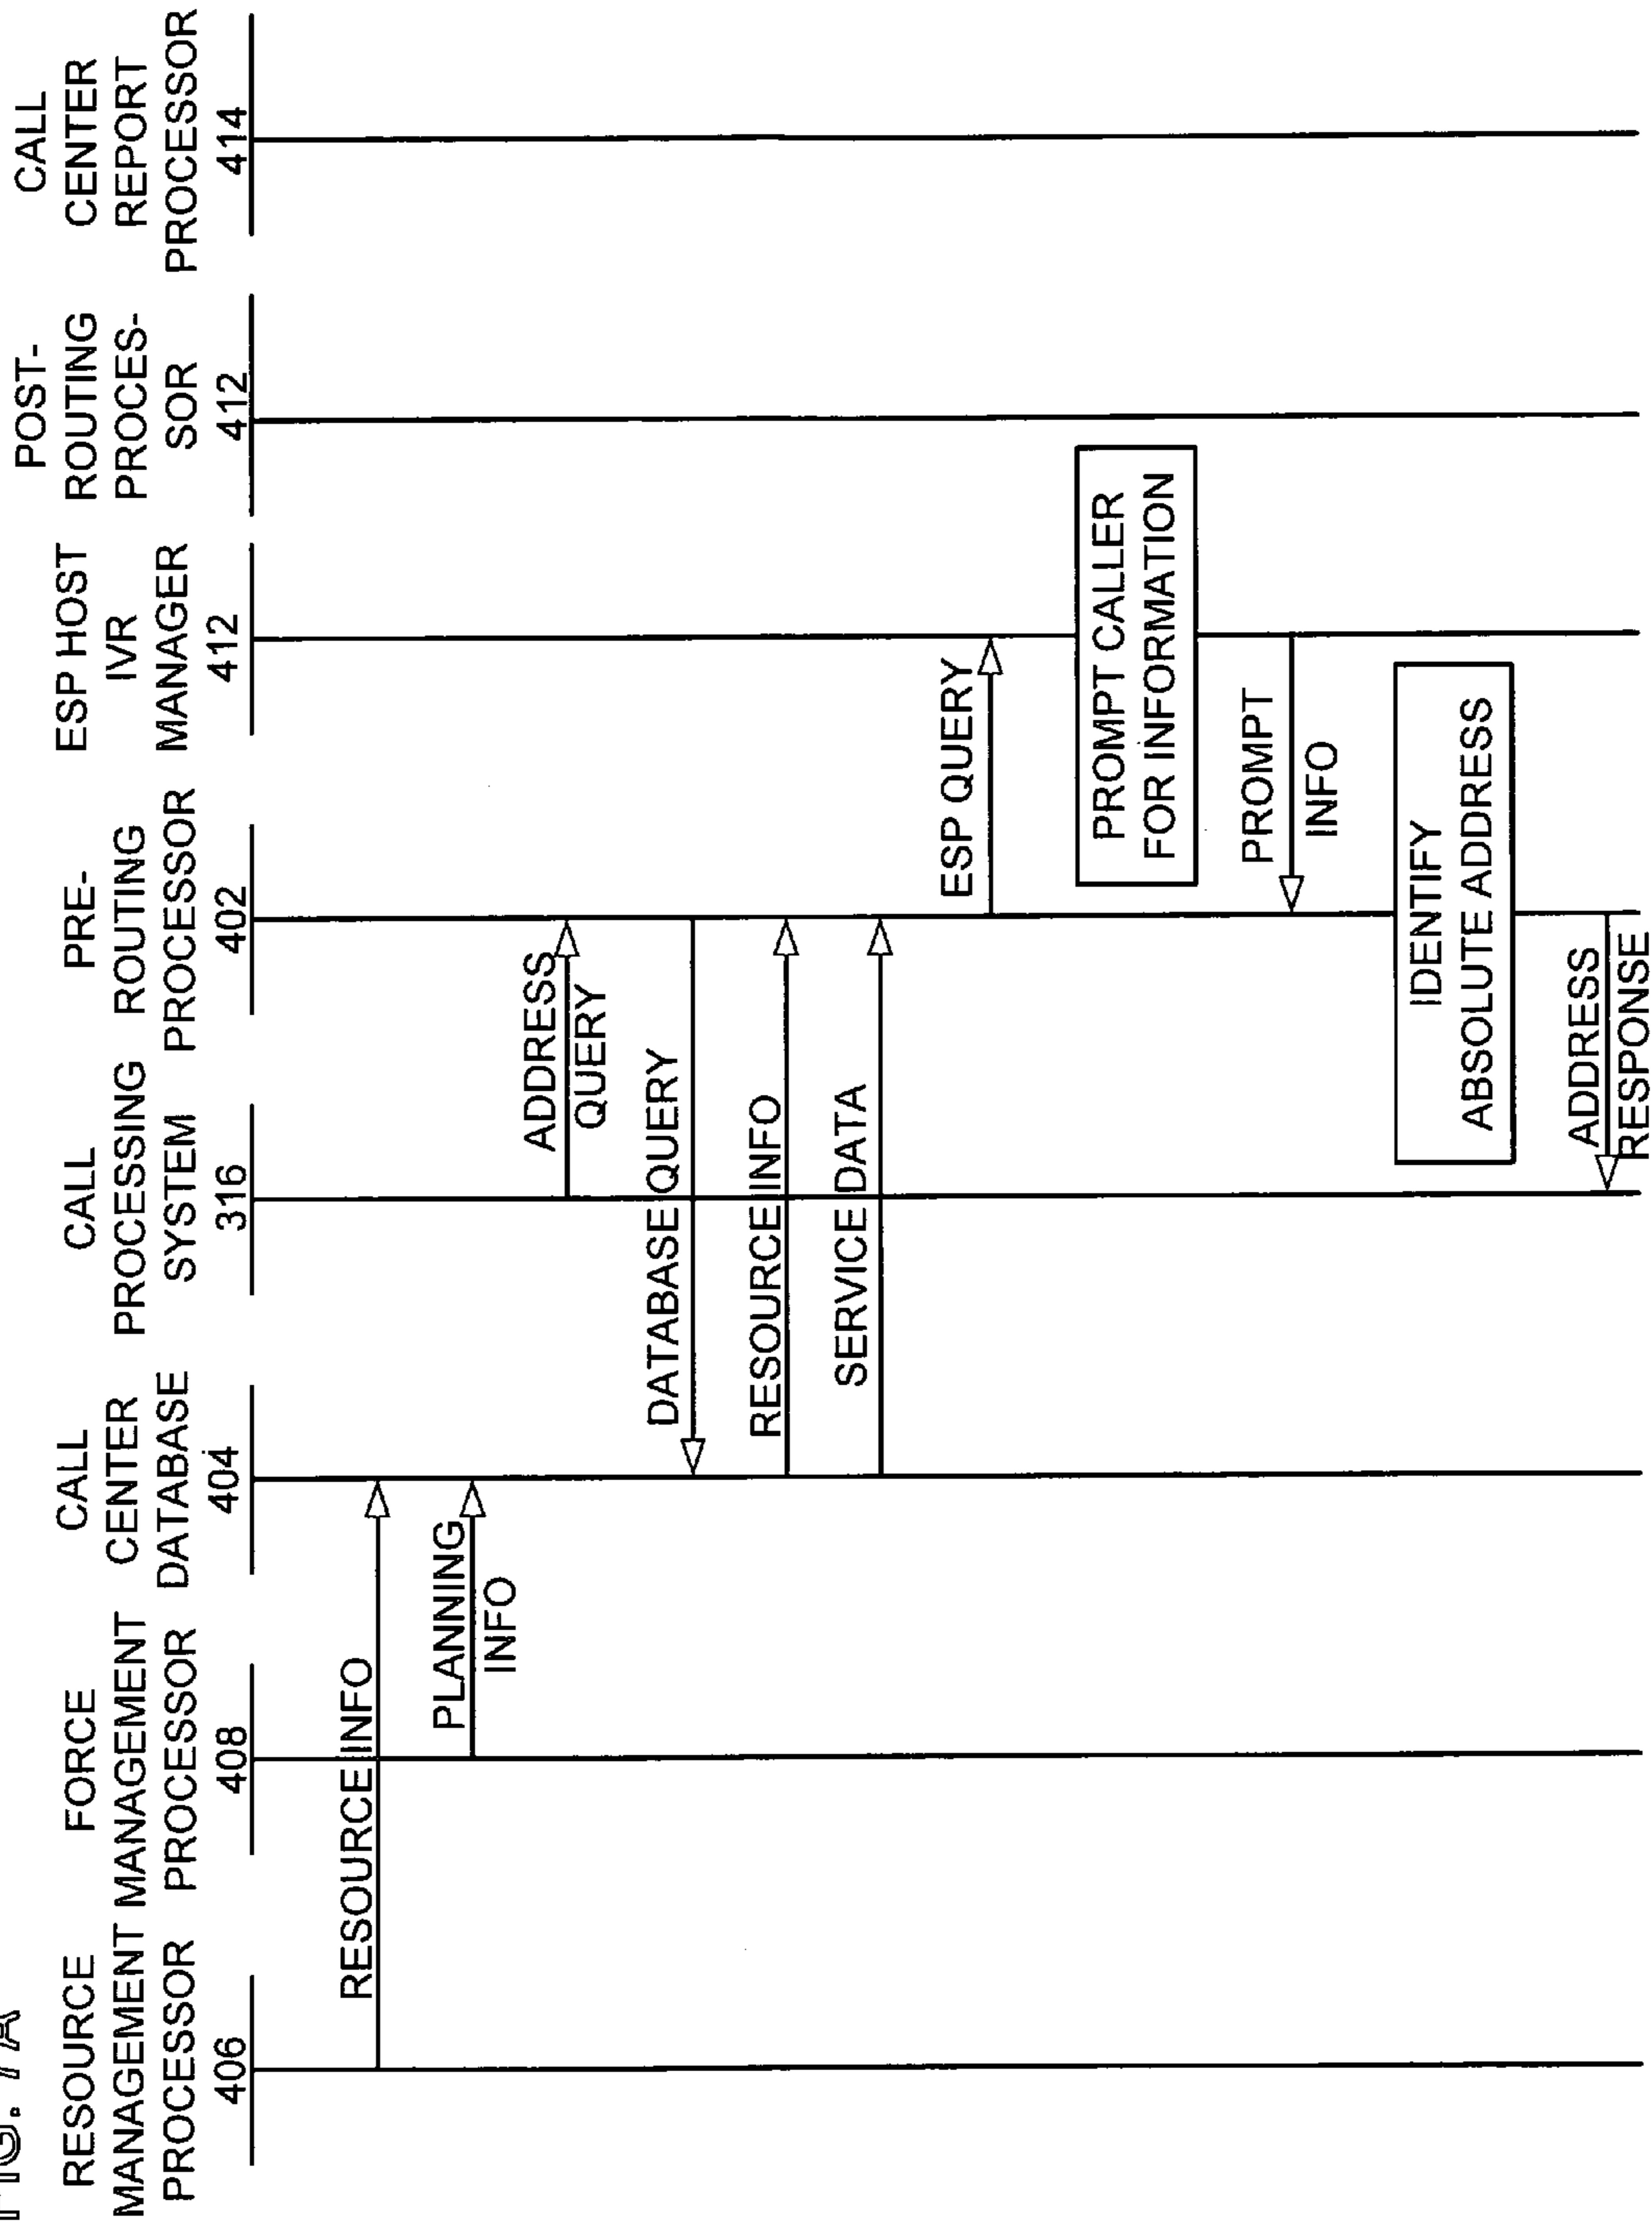 FIG. 7A
RESOURCE
MANAGEMENT
PROCESSOR
406
FORCE
MANAGEMENT
PROCESSOR
408
CALL
CENTER
DATABASE
404
CALL
PROCESSING
SYSTEM
316
PRE-
ROUTING
PROCESSOR
402
ESP HOST
IVR
MANAGER
412
POST-
ROUTING
PROCES-
SOR
412
CALL
CENTER
REPORT
PROCESSOR
414
RESOURCE INFO
PLANNING
INFO
ADDRESS
QUERY
DATABASE QUERY
RESOURCE INFO
SERVICE DATA
ESP QUERY
PROMPT CALLER
FOR INFORMATION
PROMPT
INFO
IDENTIFY
ABSOLUTE ADDRESS
ADDRESS
RESPONSE